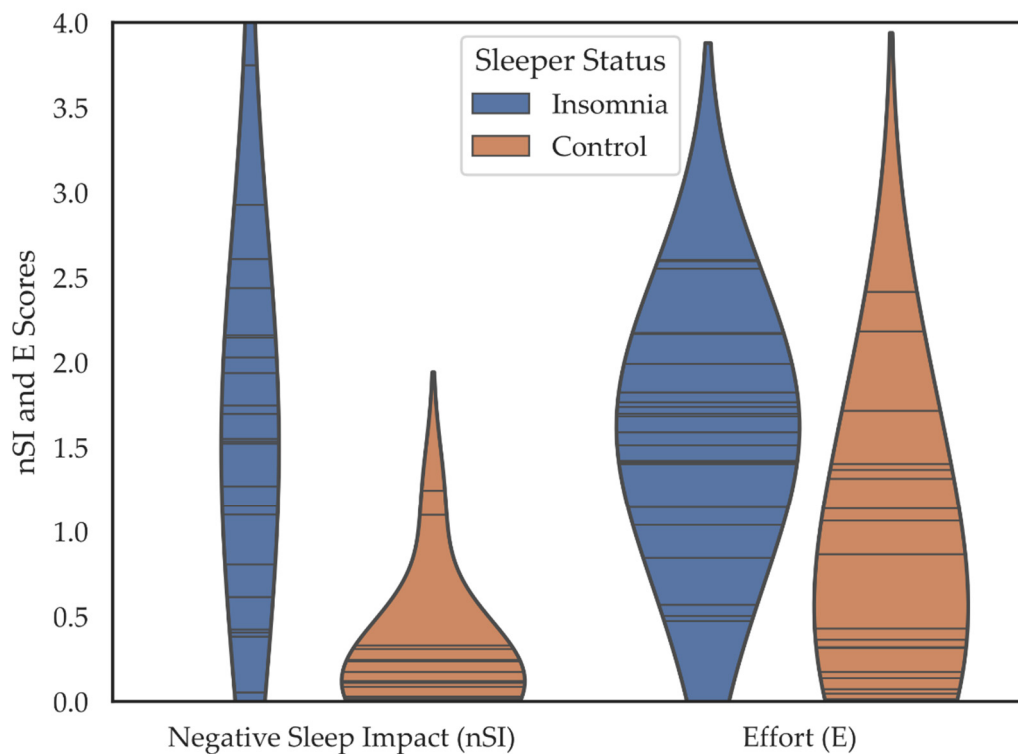 nSI and E Scores
4.0
3.5
3.0
2.5
2.0
1.5
1.0
0.5
0.0
Sleeper Status
Insomnia
Control
Negative Sleep Impact (nSI)
Effort (E)